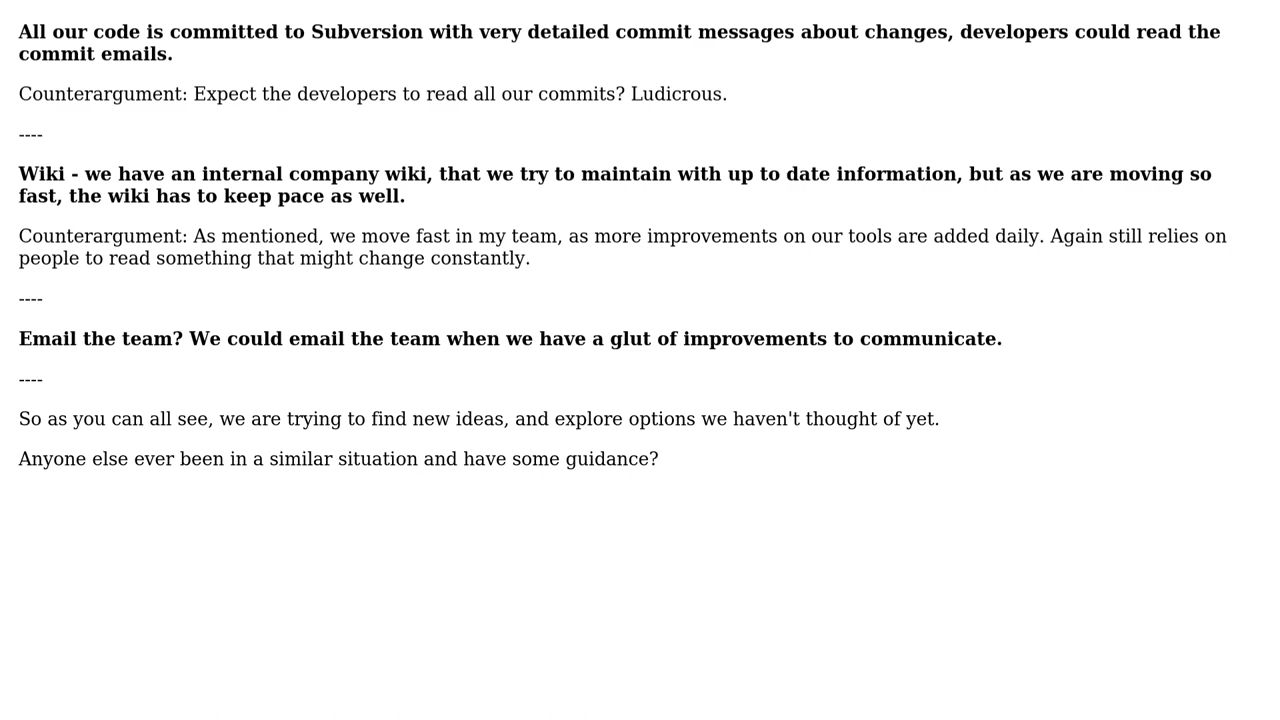 All our code is committed to Subversion with very detailed commit messages about changes, developers could read the
commit emails.
Counterargument: Expect the developers to read all our commits? Ludicrous.
----
Wiki - we have an internal company wiki, that we try to maintain with up to date information, but as we are moving so
fast, the wiki has to keep pace as well.
Counterargument: As mentioned, we move fast in my team, as more improvements on our tools are added daily. Again still relies on
people to read something that might change constantly.
----
Email the team? We could email the team when we have a glut of improvements to communicate.
----
So as you can all see, we are trying to find new ideas, and explore options we haven't thought of yet.
Anyone else ever been in a similar situation and have some guidance?